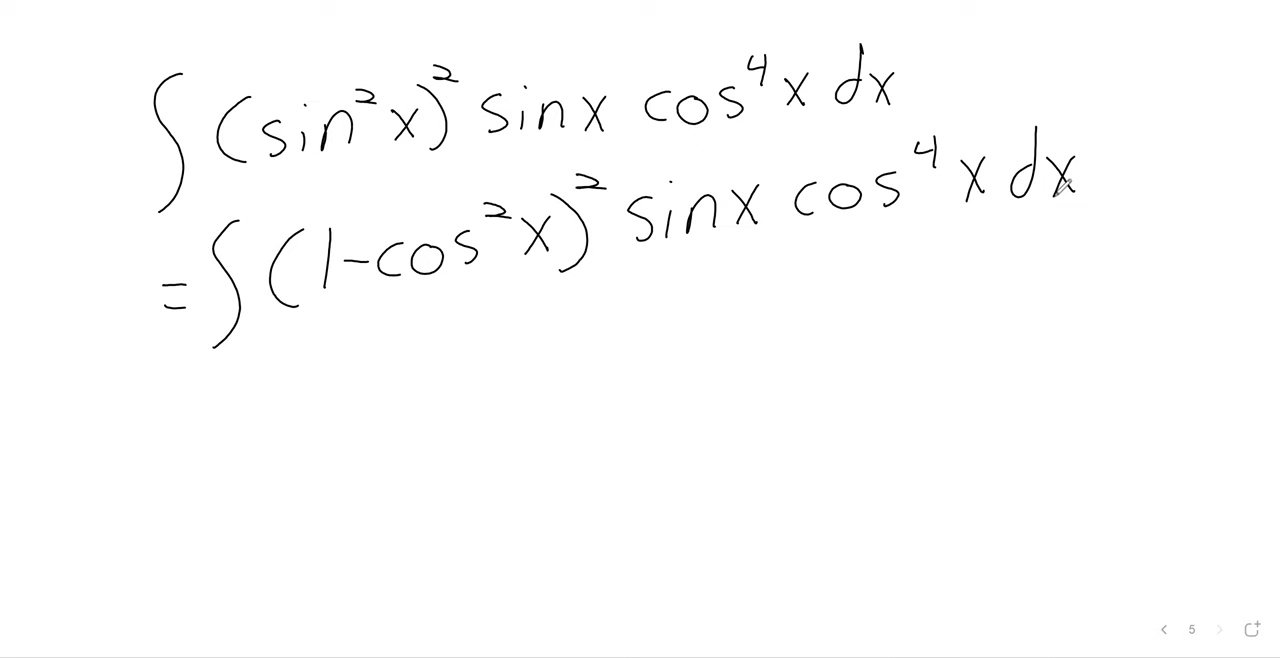 ∫ (sin²x)² sinx cos⁴x dx
= ∫ (1-cos²x)² sinx cos⁴x dx
5